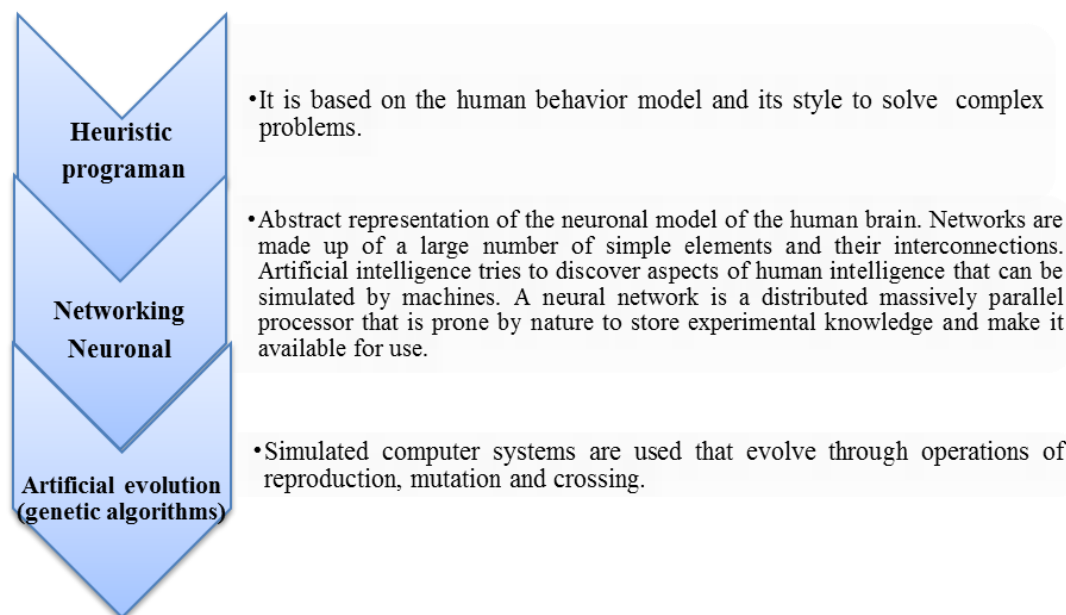 Heuristic
programan
•It is based on the human behavior model and its style to solve complex
problems.
Networking
Neuronal
•Abstract representation of the neuronal model of the human brain. Networks are
made up of a large number of simple elements and their interconnections.
Artificial intelligence tries to discover aspects of human intelligence that can be
simulated by machines. A neural network is a distributed massively parallel
processor that is prone by nature to store experimental knowledge and make it
available for use.
Artificial evolution
(genetic algorithms)
•Simulated computer systems are used that evolve through operations of
reproduction, mutation and crossing.